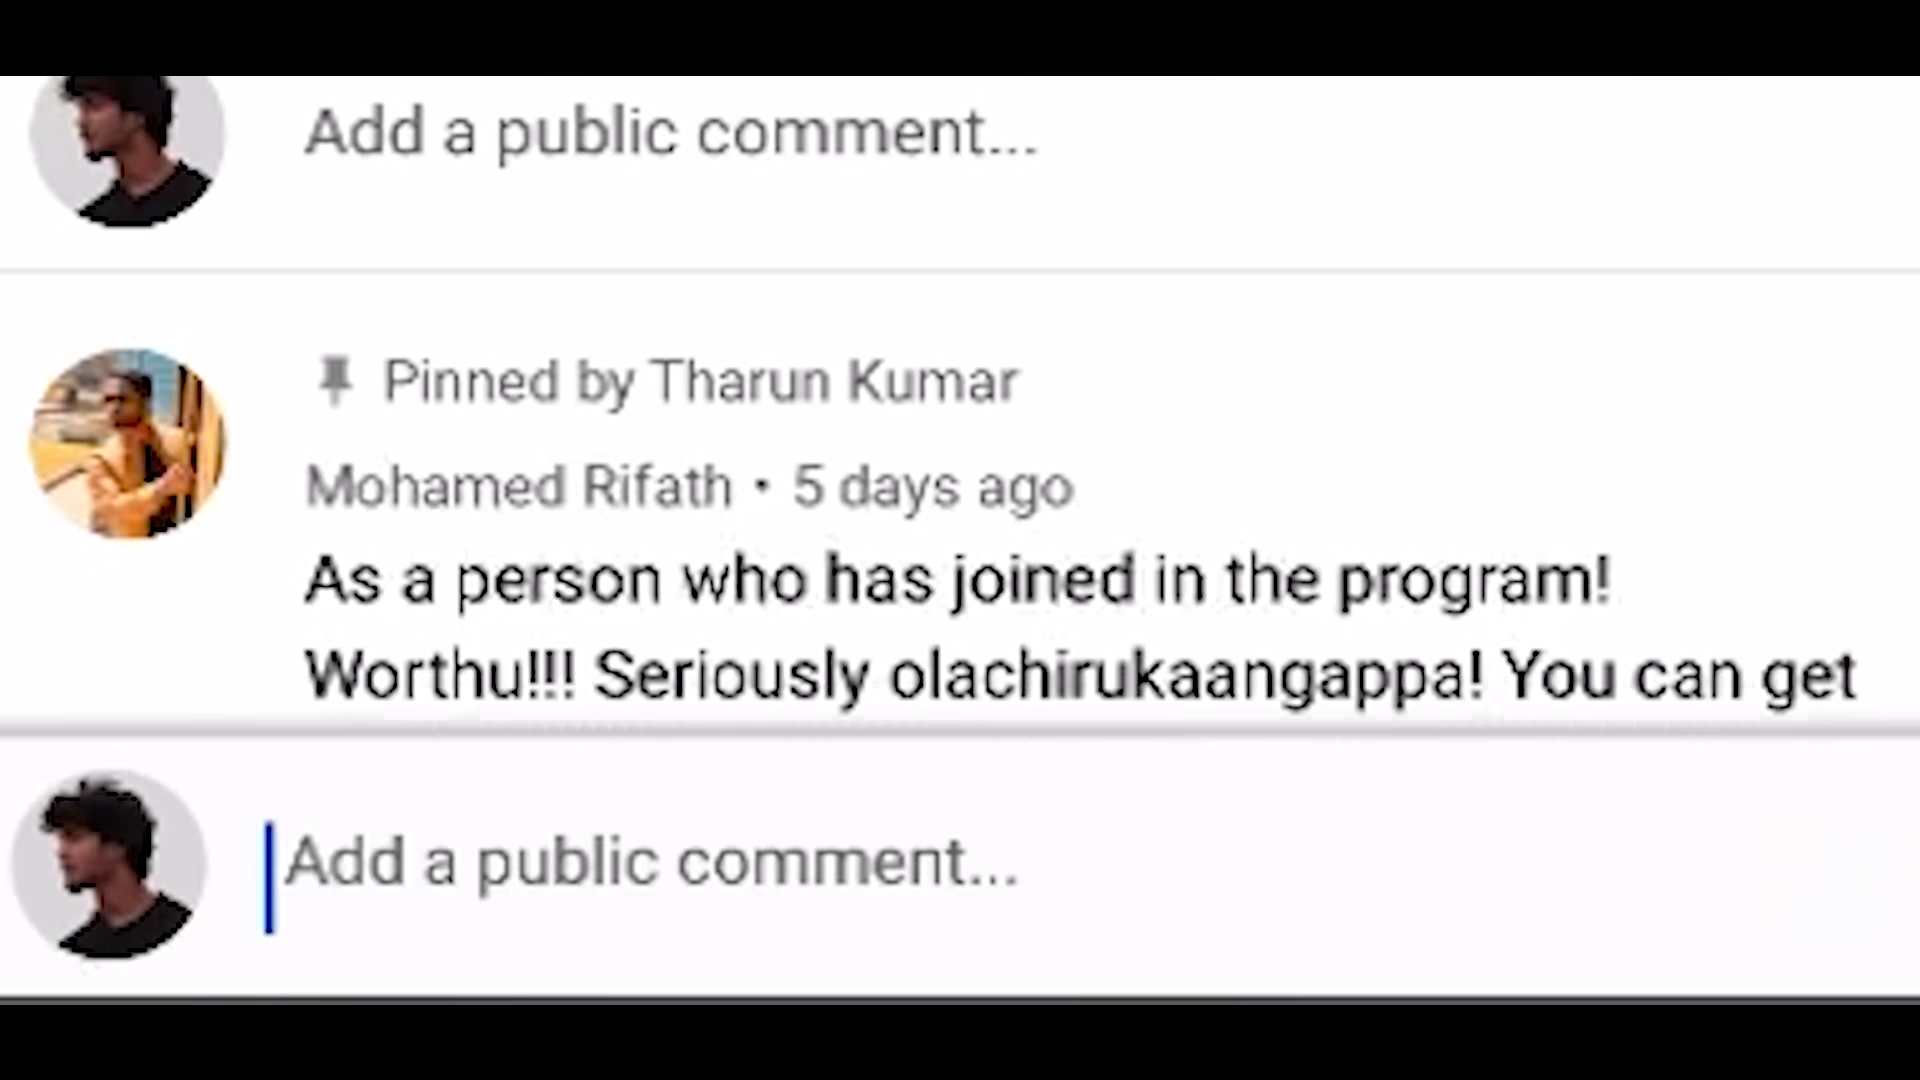 Add a public comment...
Pinned by Tharun Kumar
Mohamed Rifath • 5 days ago
As a person who has joined in the program!
Worthu!!! Seriously olachirukaangappa! You can get
Add a public comment...